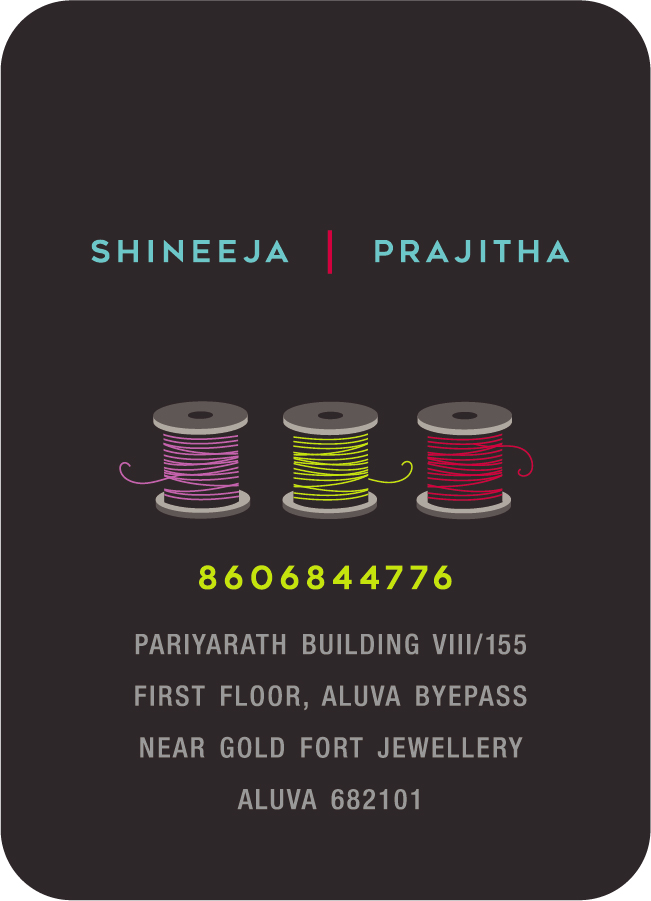 SHINEEJA | PRAJITHA
8606844776
PARIYARATH BUILDING VIII/155
FIRST FLOOR, ALUVA BYEPASS
NEAR GOLD FORT JEWELLERY
ALUVA 682101